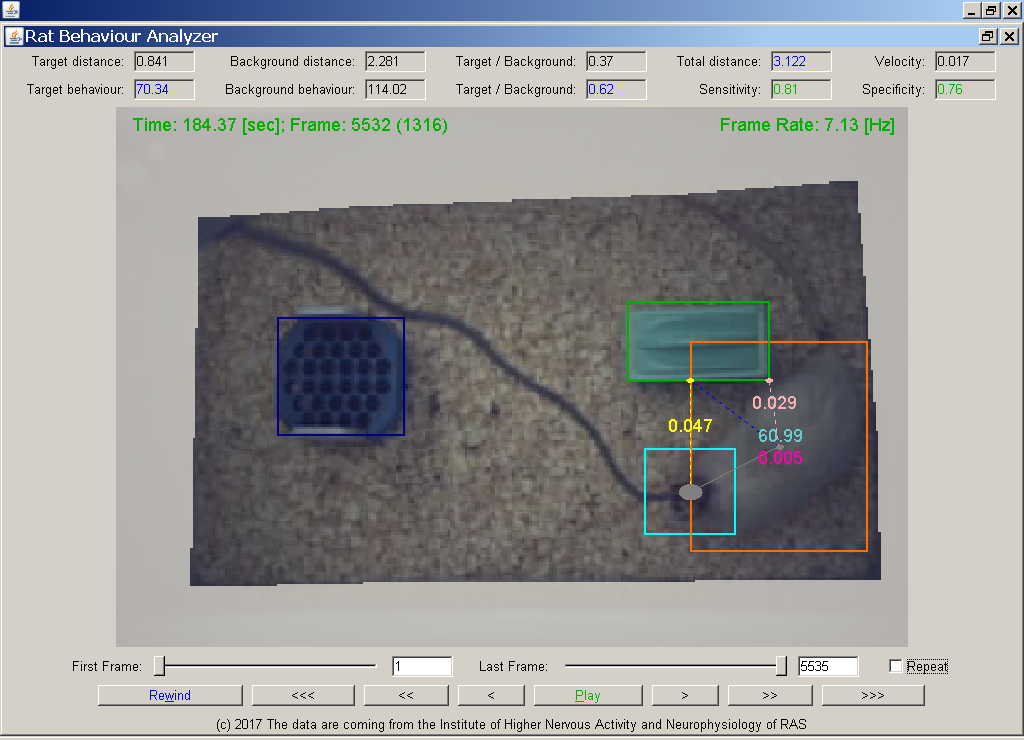 Rat Behaviour Analyzer
Target distance: 0.841 Background distance: 2.281 Target / Background: 0.37 Total distance: 3.122 Velocity: 0.017
Target behaviour: 70.34 Background behaviour: 114.02 Target / Background: 0.62 Sensitivity: 0.81 Specificity: 0.76
Time: 184.37 [sec]; Frame: 5532 (1316) Frame Rate: 7.13 [Hz]
0.029
0.047
60.99
0.005
First Frame: 1 Last Frame: 5535 Repeat
Rewind <<< << < Play > >> >>>
(c) 2017 The data are coming from the Institute of Higher Nervous Activity and Neurophysiology of RAS